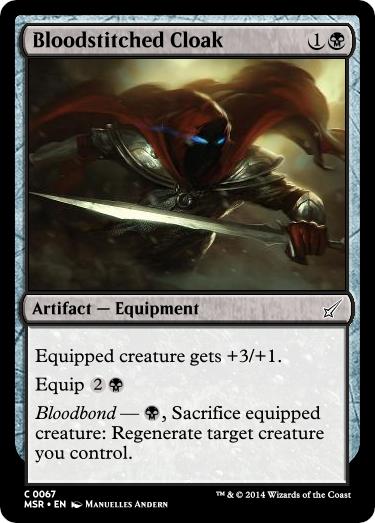 Bloodstitched Cloak 1
Artifact — Equipment
Equipped creature gets +3/+1.
Equip 2
Bloodbond — , Sacrifice equipped
creature: Regenerate target creature
you control.
C 0067
MSR • EN Manuelles Andern
™ & © 2014 Wizards of the Coast